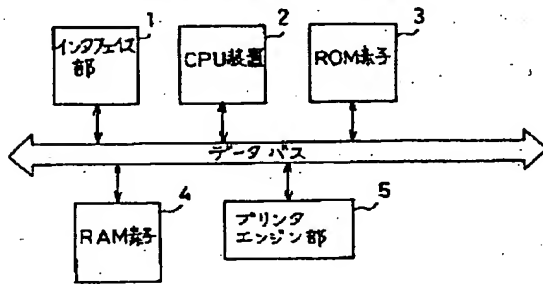 1
2
3
インタフェイス
部
CPU装置
ROM素子
データバス
4
5
RAM素子
プリンタ
エンジン部